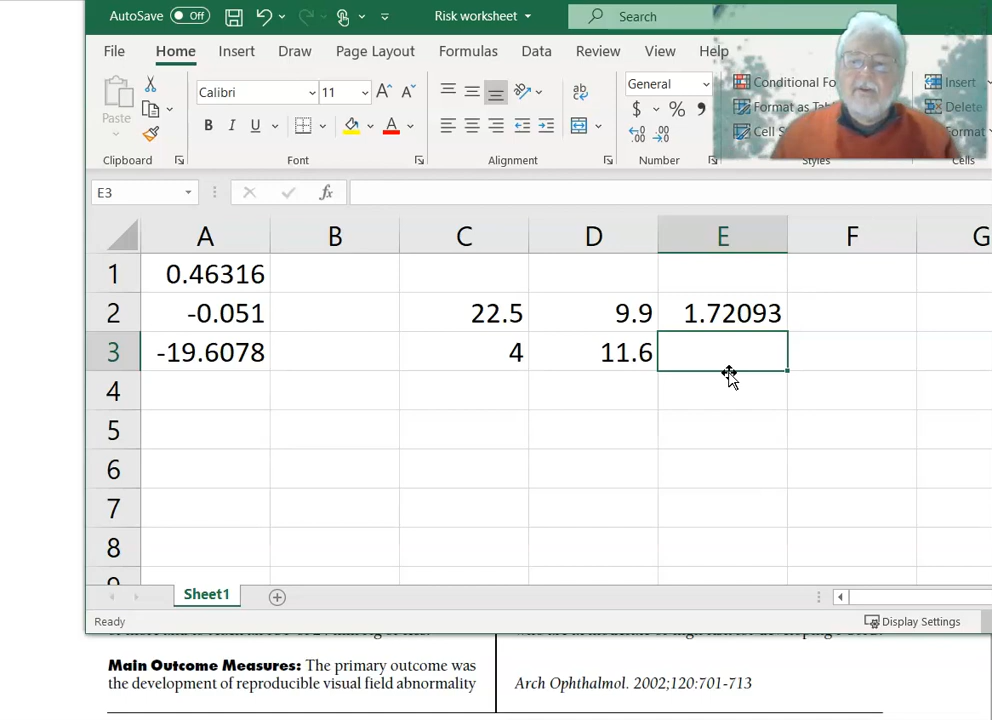 AutoSave Off Risk worksheet Search
File Home Insert Draw Page Layout Formulas Data Review View Help
Paste Calibri 11 General Conditional Fo Insert
Format as Tab Delete
Cell S Format
Clipboard Font Alignment Number Styles Cells
E3 fx
A B C D E F G
1 0.46316
2 -0.051 22.5 9.9 1.72093
3 -19.6078 4 11.6
4
5
6
7
8
Sheet1
Ready Display Settings
Main Outcome Measures: The primary outcome was
the development of reproducible visual field abnormality
Arch Ophthalmol. 2002;120:701-713